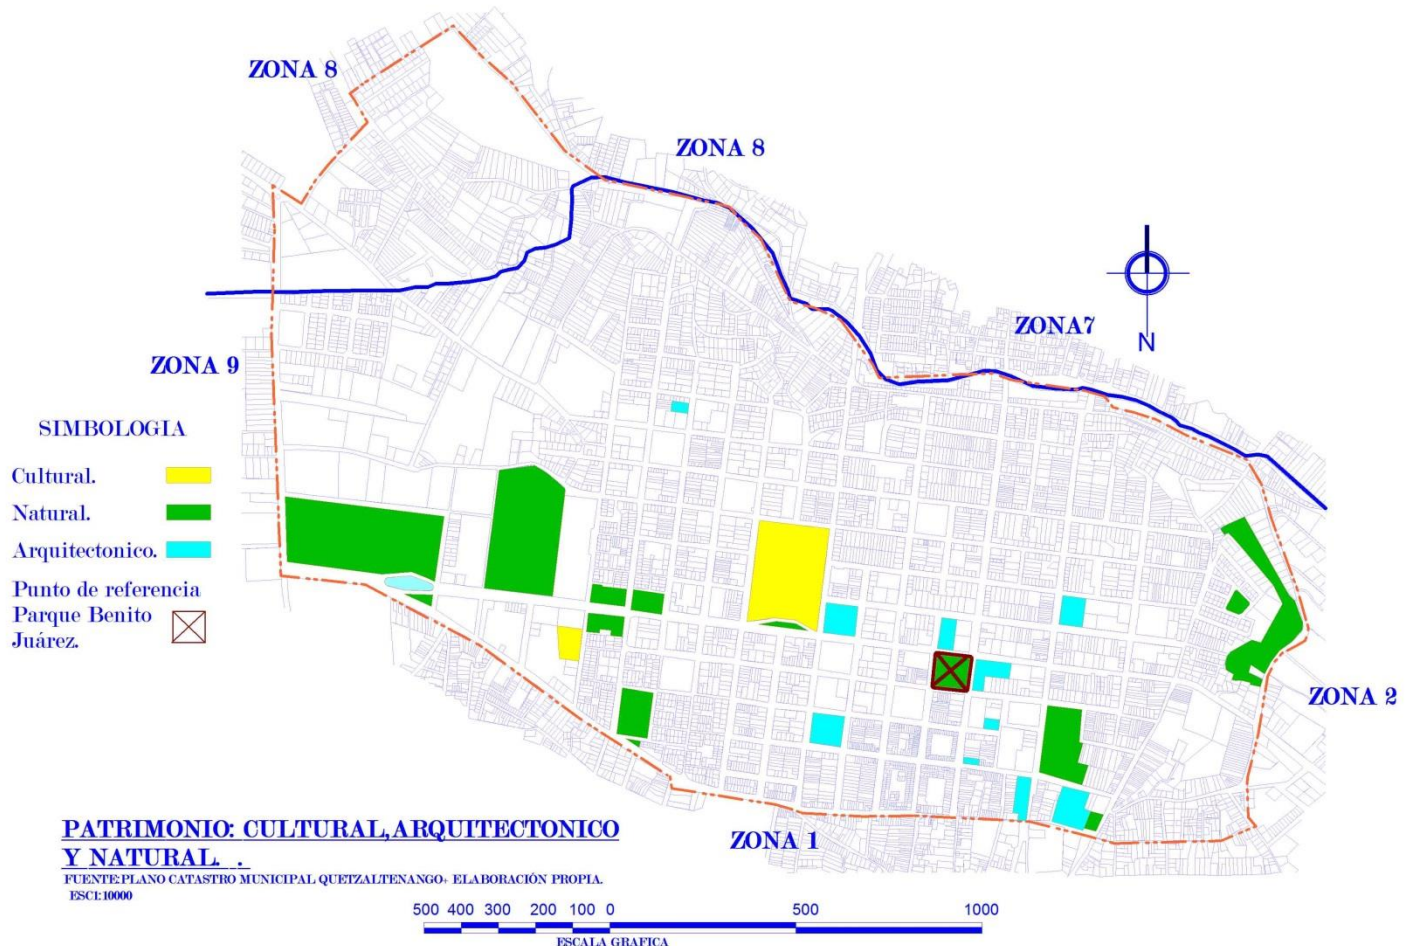 ZONA 8
ZONA 8
ZONA7
N
ZONA 9
SIMBOLOGIA
Cultural.
Natural.
Arquitectonico.
Punto de referencia
Parque Benito
Juárez.
ZONA 2
ZONA 1
PATRIMONIO: CULTURAL,ARQUITECTONICO
Y NATURAL. .
FUENTE:PLANO CATASTRO MUNICIPAL QUETZALTENANGO+ ELABORACIÓN PROPIA.
ESC1:10000
500 400 300 200 100 0 500 1000
ESCALA GRAFICA